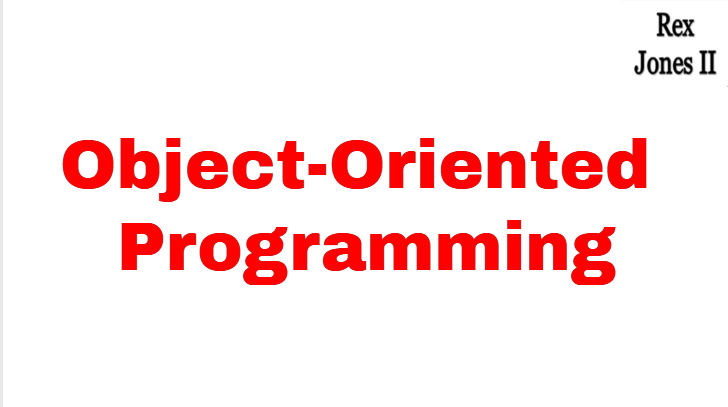 Rex
Jones II
Object-Oriented
Programming